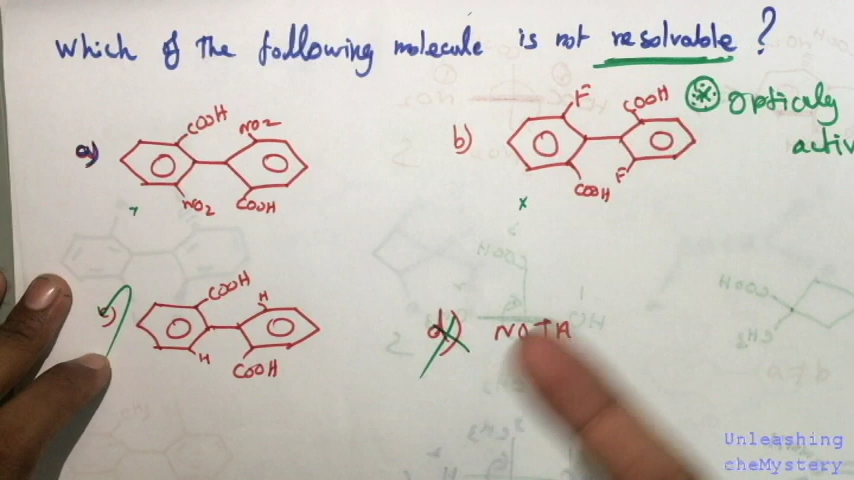 Which of the following molecule is not resolvable?
a) COOH NO2
NO2 COOH
b) F COOH
COOH F
* opticaly
activ
c) COOH H
H COOH
d) NOTA
Unleashing
cheMystery